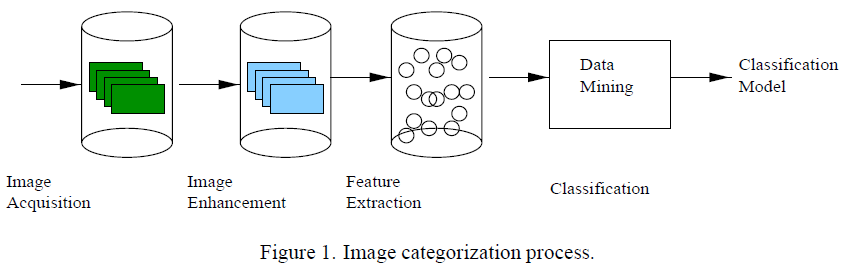 Data
Mining
Classification
Model
Image
Acquisition
Image
Enhancement
Feature
Extraction
Classification
Figure 1. Image categorization process.